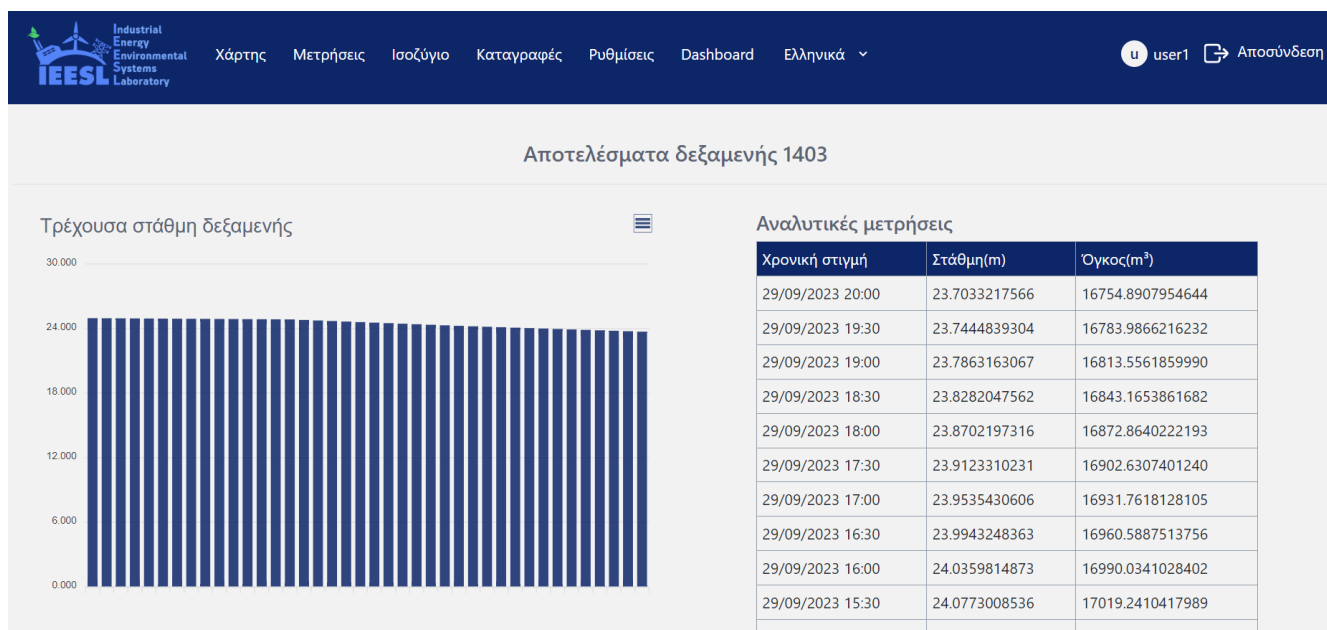 Industrial
Energy
Environmental
Systems
Laboratory
IEESL
Χάρτης Μετρήσεις Ισοζύγιο Καταγραφές Ρυθμίσεις Dashboard Ελληνικά
u user1 Αποσύνδεση
Αποτελέσματα δεξαμενής 1403
Τρέχουσα στάθμη δεξαμενής
30.000
24.000
18.000
12.000
6.000
0.000
Αναλυτικές μετρήσεις
Χρονική στιγμή Στάθμη(m) Όγκος(m³)
29/09/2023 20:00 23.7033217566 16754.8907954644
29/09/2023 19:30 23.7444839304 16783.9866216232
29/09/2023 19:00 23.7863163067 16813.5561859990
29/09/2023 18:30 23.8282047562 16843.1653861682
29/09/2023 18:00 23.8702197316 16872.8640222193
29/09/2023 17:30 23.9123310231 16902.6307401240
29/09/2023 17:00 23.9535430606 16931.7618128105
29/09/2023 16:30 23.9943248363 16960.5887513756
29/09/2023 16:00 24.0359814873 16990.0341028402
29/09/2023 15:30 24.0773008536 17019.2410417989